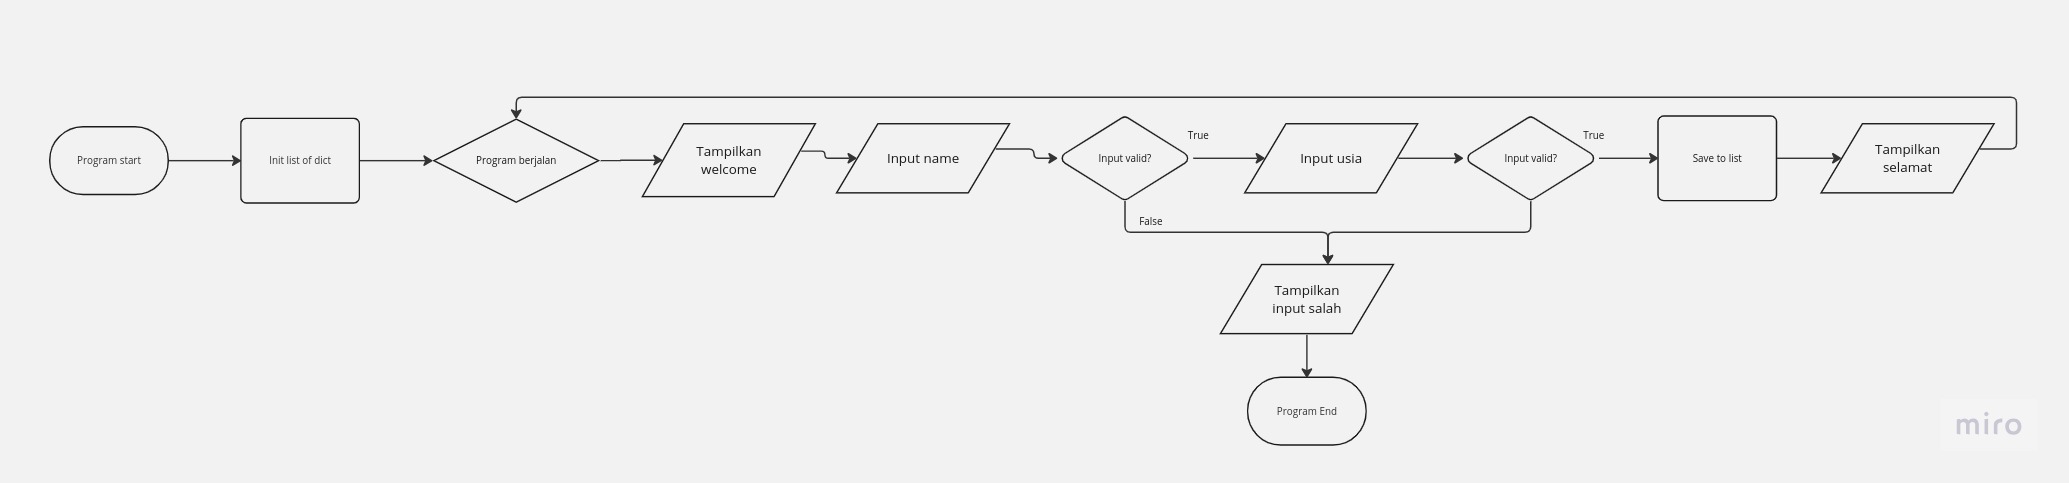 Program start
Init list of dict
Program berjalan
Tampilkan
welcome
Input name
Input valid?
True
Input usia
Input valid?
True
Save to list
Tampilkan
selamat
False
Tampilkan
input salah
Program End
miro